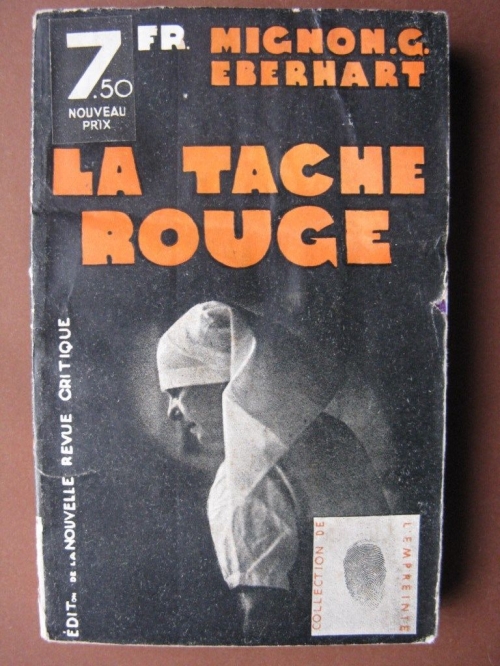 7.50
FR.
NOUVEAU
PRIX
MIGNON.G.
EBERHART
LA TACHE
ROUGE
ÉDITon DE LA NOUVELLE REVUE CRITIQUE
COLLECTION DE
L'EMPREINTE